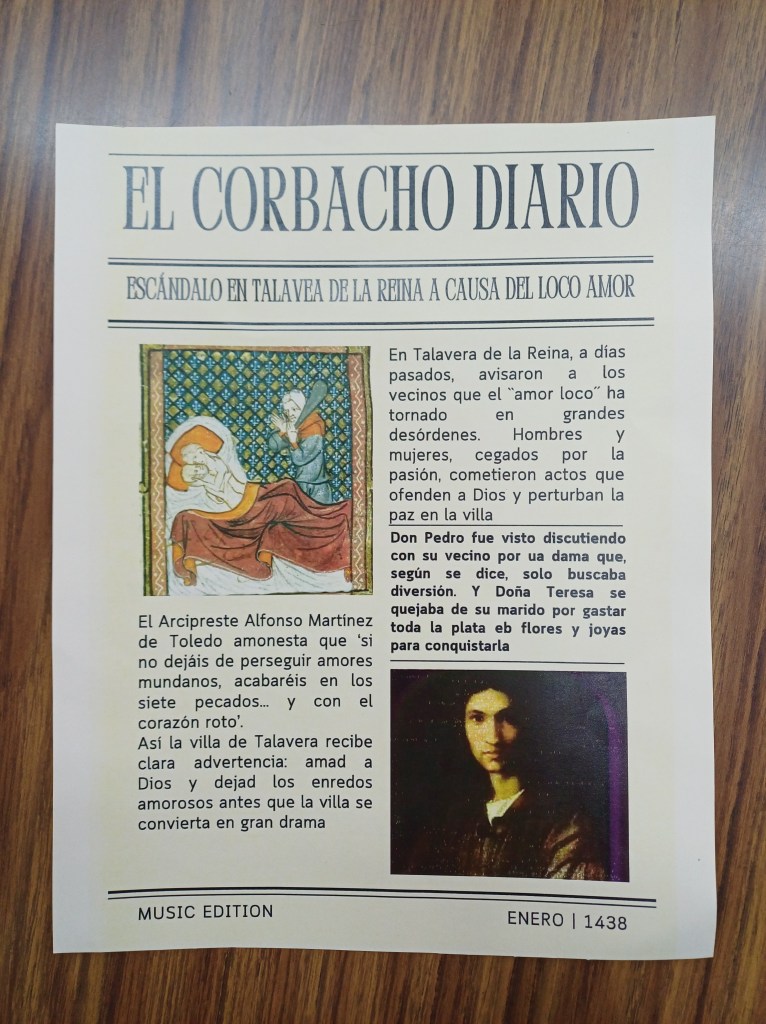 EL CORBACHO DIARIO
ESCÁNDALO EN TALAVEA DE LA REINA A CAUSA DEL LOCO AMOR
En Talavera de la Reina, a días
pasados, avisaron a los
vecinos que el ``amor loco´´ ha
tornado en grandes
desórdenes. Hombres y
mujeres, cegados por la
pasión, cometieron actos que
ofenden a Dios y perturban la
paz en la villa
Don Pedro fue visto discutiendo
con su vecino por ua dama que,
según se dice, solo buscaba
diversión. Y Doña Teresa se
quejaba de su marido por gastar
toda la plata eb flores y joyas
para conquistarla
El Arcipreste Alfonso Martínez
de Toledo amonesta que ‘si
no dejáis de perseguir amores
mundanos, acabaréis en los
siete pecados... y con el
corazón roto’.
Así la villa de Talavera recibe
clara advertencia: amad a
Dios y dejad los enredos
amorosos antes que la villa se
convierta en gran drama
MUSIC EDITION
ENERO | 1438